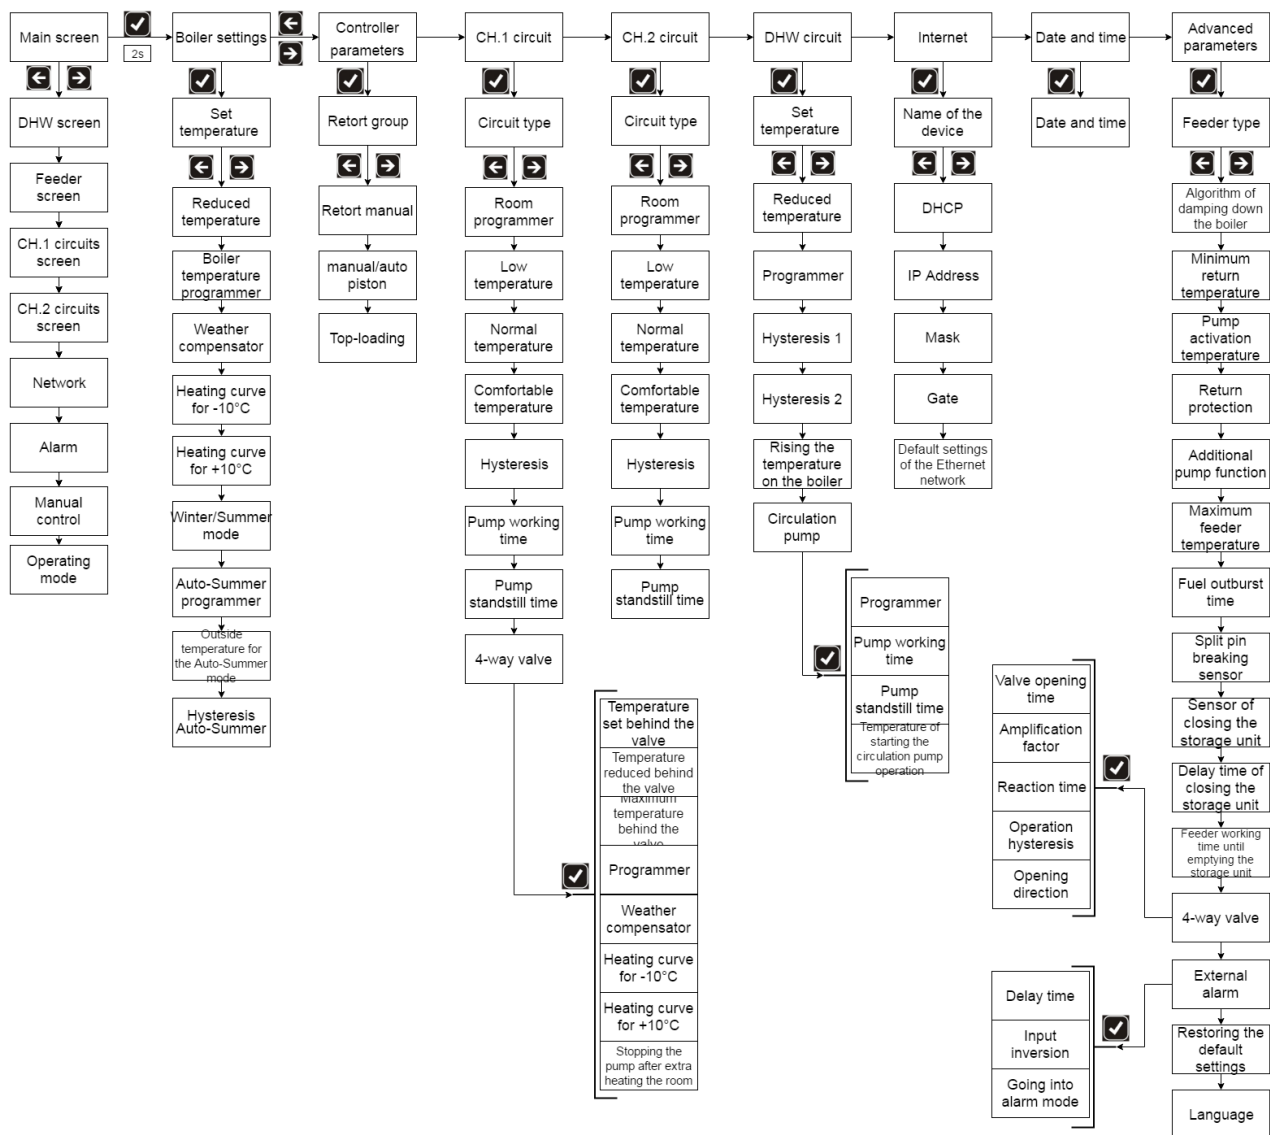 Main screen
2s
Boiler settings
Controller
parameters
CH.1 circuit
CH.2 circuit
DHW circuit
Internet
Date and time
Advanced
parameters
DHW screen
Feeder
screen
CH.1 circuits
screen
CH.2 circuits
screen
Network
Alarm
Manual
control
Operating
mode
Set
temperature
Reduced
temperature
Boiler
temperature
programmer
Weather
compensator
Heating curve
for -10°C
Heating curve
for +10°C
Winter/Summer
mode
Auto-Summer
programmer
Outside
temperature for
the Auto-Summer
mode
Hysteresis
Auto-Summer
Retort group
Retort manual
manual/auto
piston
Top-loading
Circuit type
Room
programmer
Low
temperature
Normal
temperature
Comfortable
temperature
Hysteresis
Pump working
time
Pump
standstill time
4-way valve
Temperature
set behind the
valve
Temperature
reduced behind
the valve
Maximum
temperature
behind the
valve
Programmer
Weather
compensator
Heating curve
for -10°C
Heating curve
for +10°C
Stopping the
pump after extra
heating the room
Circuit type
Room
programmer
Low
temperature
Normal
temperature
Comfortable
temperature
Hysteresis
Pump working
time
Pump
standstill time
Set
temperature
Reduced
temperature
Programmer
Hysteresis 1
Hysteresis 2
Rising the
temperature
on the boiler
Circulation
pump
Programmer
Pump working
time
Pump
standstill time
Temperature of
starting the
circulation pump
operation
Name of the
device
DHCP
IP Address
Mask
Gate
Default settings
of the Ethernet
network
Date and time
Feeder type
Algorithm of
damping down
the boiler
Minimum
return
temperature
Pump
activation
temperature
Return
protection
Additional
pump function
Maximum
feeder
temperature
Fuel outburst
time
Split pin
breaking
sensor
Sensor of
closing the
storage unit
Delay time of
closing the
storage unit
Feeder working
time until
emptying the
storage unit
4-way valve
Valve opening
time
Amplification
factor
Reaction time
Operation
hysteresis
Opening
direction
External
alarm
Delay time
Input
inversion
Going into
alarm mode
Restoring the
default
settings
Language